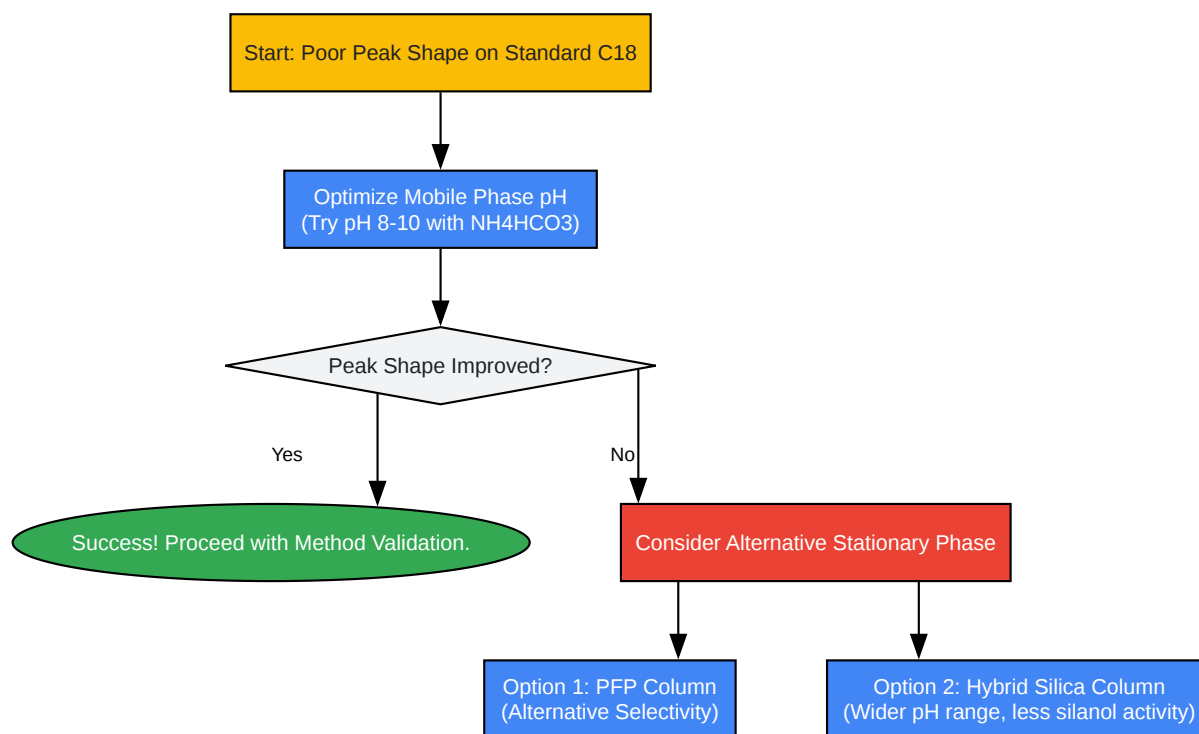 Start: Poor Peak Shape on Standard C18
Optimize Mobile Phase pH
(Try pH 8-10 with NH4HCO3)
Peak Shape Improved?
Yes
No
Success! Proceed with Method Validation.
Consider Alternative Stationary Phase
Option 1: PFP Column
(Alternative Selectivity)
Option 2: Hybrid Silica Column
(Wider pH range, less silanol activity)